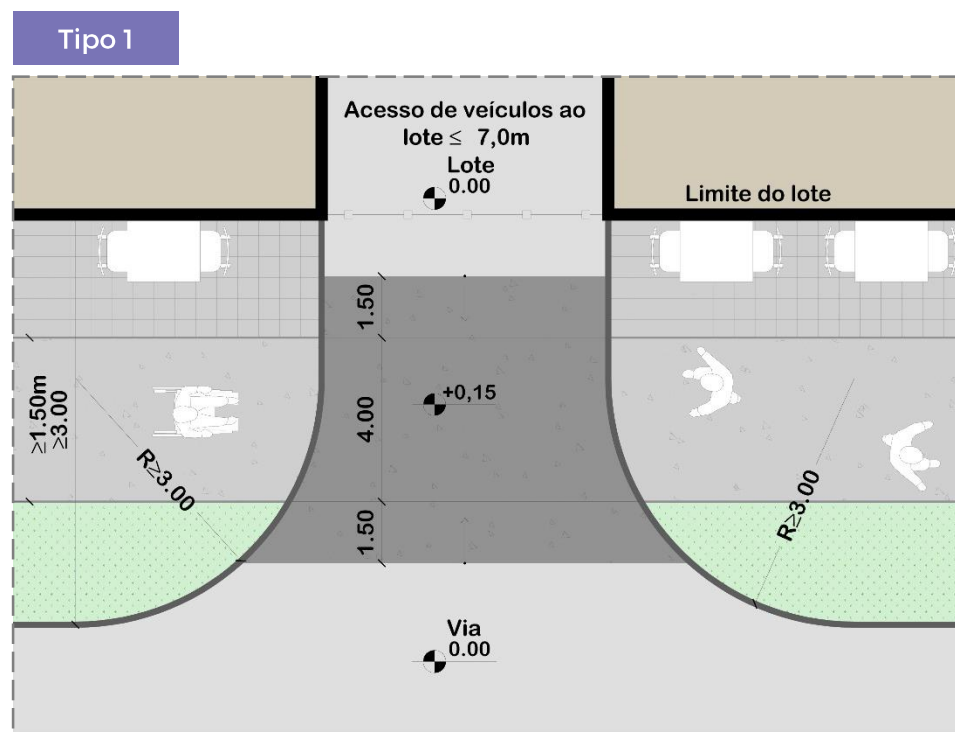 Tipo 1
Acesso de veículos ao
lote ≤ 7,0m
Lote
0.00
Limite do lote
1.50
≥1.50m
≥3.00
4.00
+0,15
R≥3.00
R≥3.00
1.50
Via
0.00